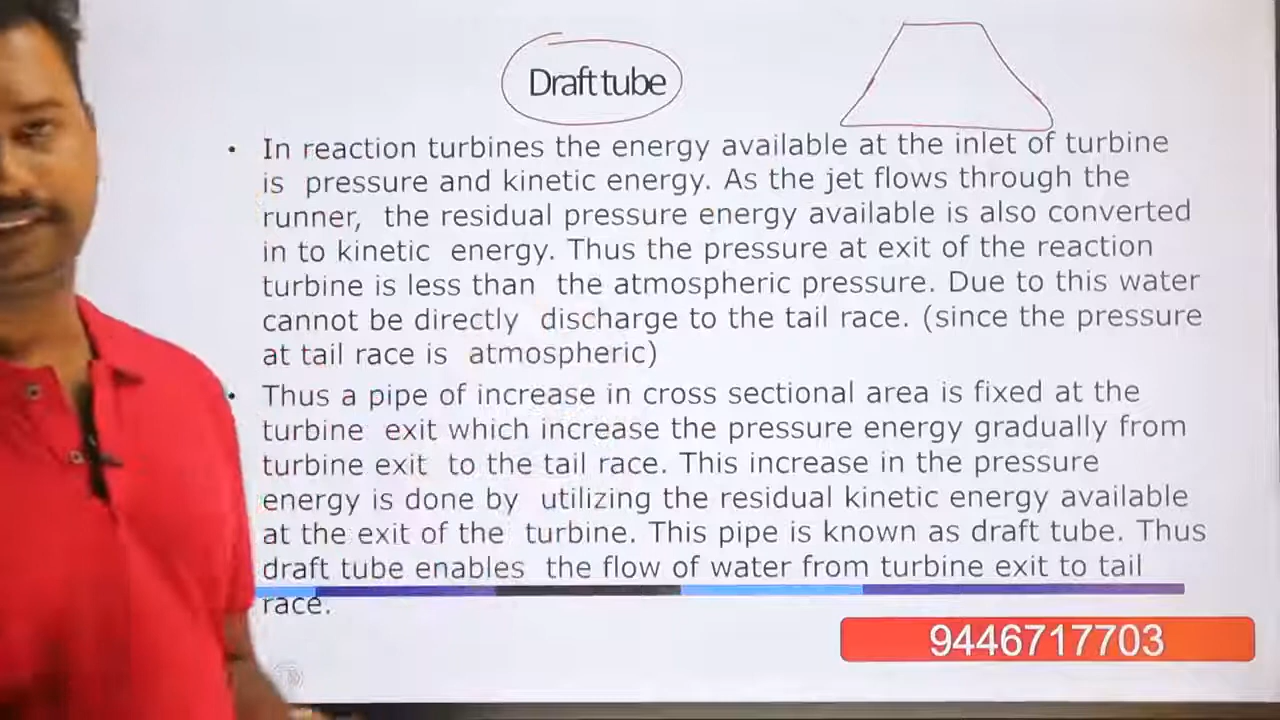 Draft tube
• In reaction turbines the energy available at the inlet of turbine
is pressure and kinetic energy. As the jet flows through the
runner, the residual pressure energy available is also converted
in to kinetic energy. Thus the pressure at exit of the reaction
turbine is less than the atmospheric pressure. Due to this water
cannot be directly discharge to the tail race. (since the pressure
at tail race is atmospheric)
• Thus a pipe of increase in cross sectional area is fixed at the
turbine exit which increase the pressure energy gradually from
turbine exit to the tail race. This increase in the pressure
energy is done by utilizing the residual kinetic energy available
at the exit of the turbine. This pipe is known as draft tube. Thus
draft tube enables the flow of water from turbine exit to tail
race.
9446717703